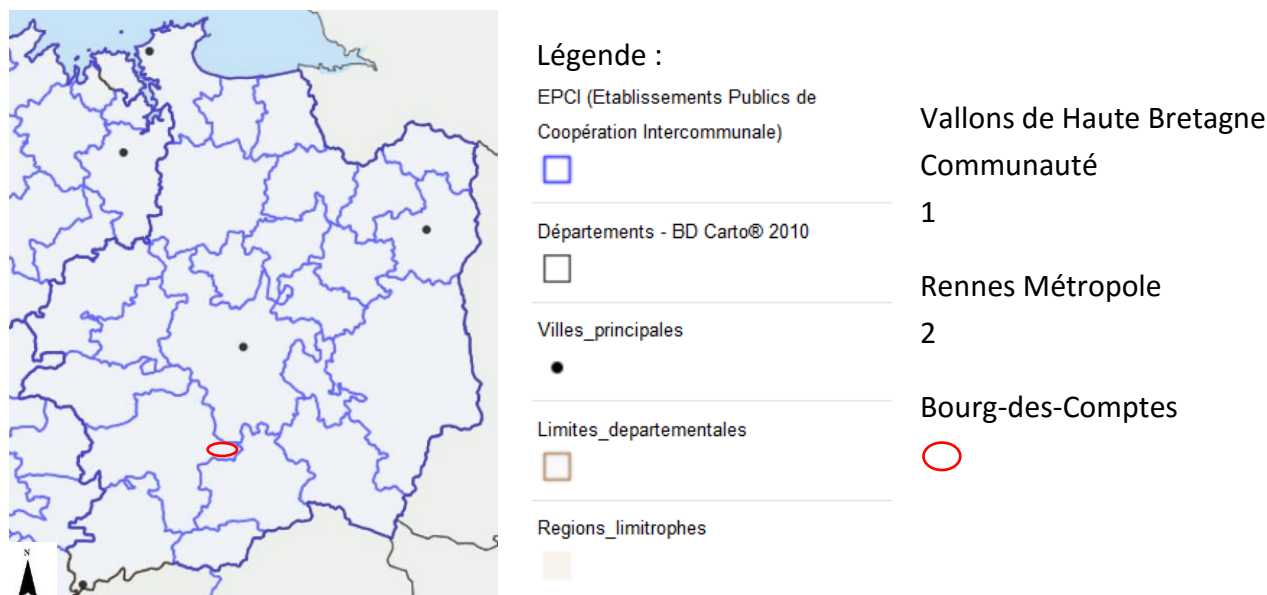 N
Légende :
EPCI (Etablissements Publics de
Coopération Intercommunale)
Départements - BD Carto® 2010
Villes_principales
Limites_departementales
Regions_limitrophes
Vallons de Haute Bretagne
Communauté
1
Rennes Métropole
2
Bourg-des-Comptes